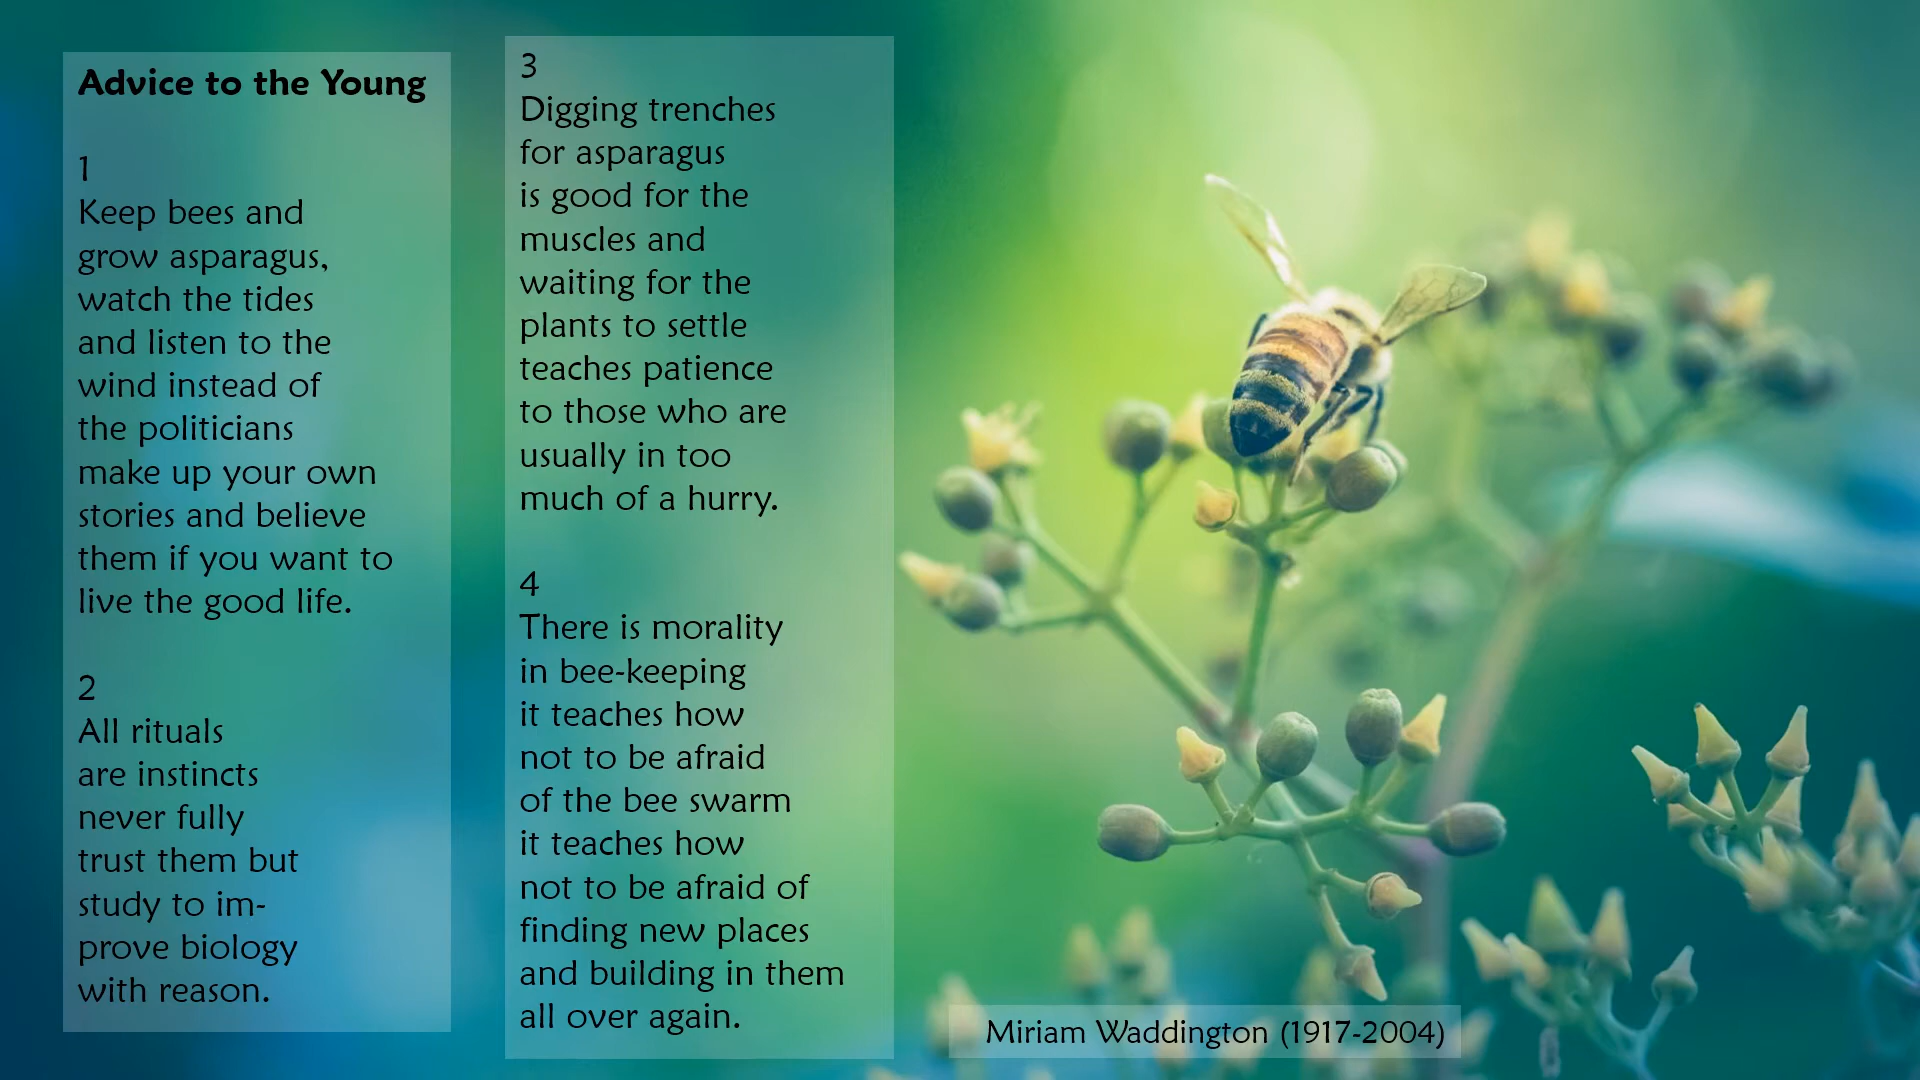 Advice to the Young
1
Keep bees and
grow asparagus,
watch the tides
and listen to the
wind instead of
the politicians
make up your own
stories and believe
them if you want to
live the good life.
2
All rituals
are instincts
never fully
trust them but
study to im-
prove biology
with reason.
3
Digging trenches
for asparagus
is good for the
muscles and
waiting for the
plants to settle
teaches patience
to those who are
usually in too
much of a hurry.
4
There is morality
in bee-keeping
it teaches how
not to be afraid
of the bee swarm
it teaches how
not to be afraid of
finding new places
and building in them
all over again.
Miriam Waddington (1917-2004)